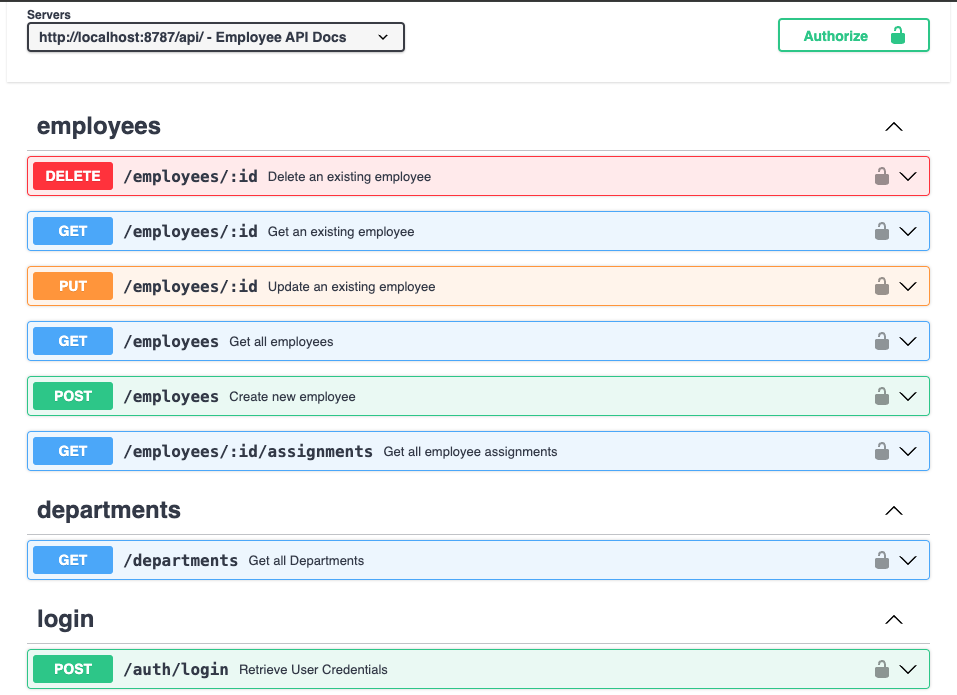 Servers
http://localhost:8787/api/ - Employee API Docs
Authorize
employees
DELETE /employees/:id Delete an existing employee
GET /employees/:id Get an existing employee
PUT /employees/:id Update an existing employee
GET /employees Get all employees
POST /employees Create new employee
GET /employees/:id/assignments Get all employee assignments
departments
GET /departments Get all Departments
login
POST /auth/login Retrieve User Credentials